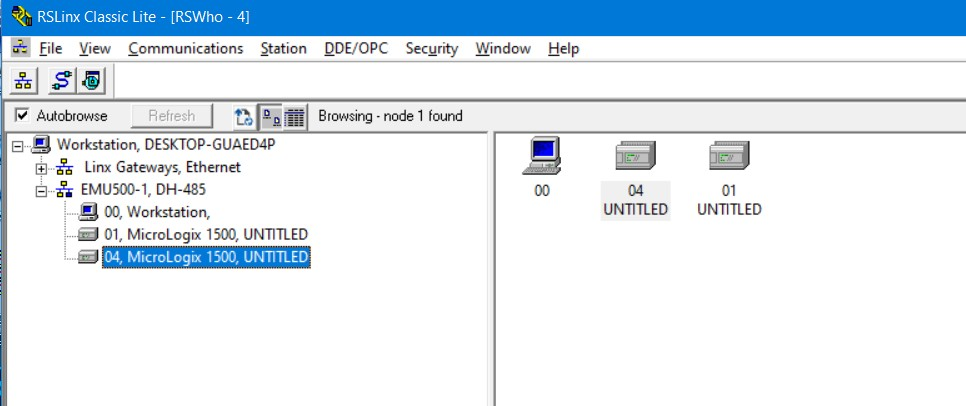 RSLinx Classic Lite - [RSWho - 4]
File View Communications Station DDE/OPC Security Window Help
Autobrowse Refresh Browsing - node 1 found
Workstation, DESKTOP-GUAED4P
Linx Gateways, Ethernet
EMU500-1, DH-485
00, Workstation,
01, MicroLogix 1500, UNTITLED
04, MicroLogix 1500, UNTITLED
00 04 01
UNTITLED UNTITLED